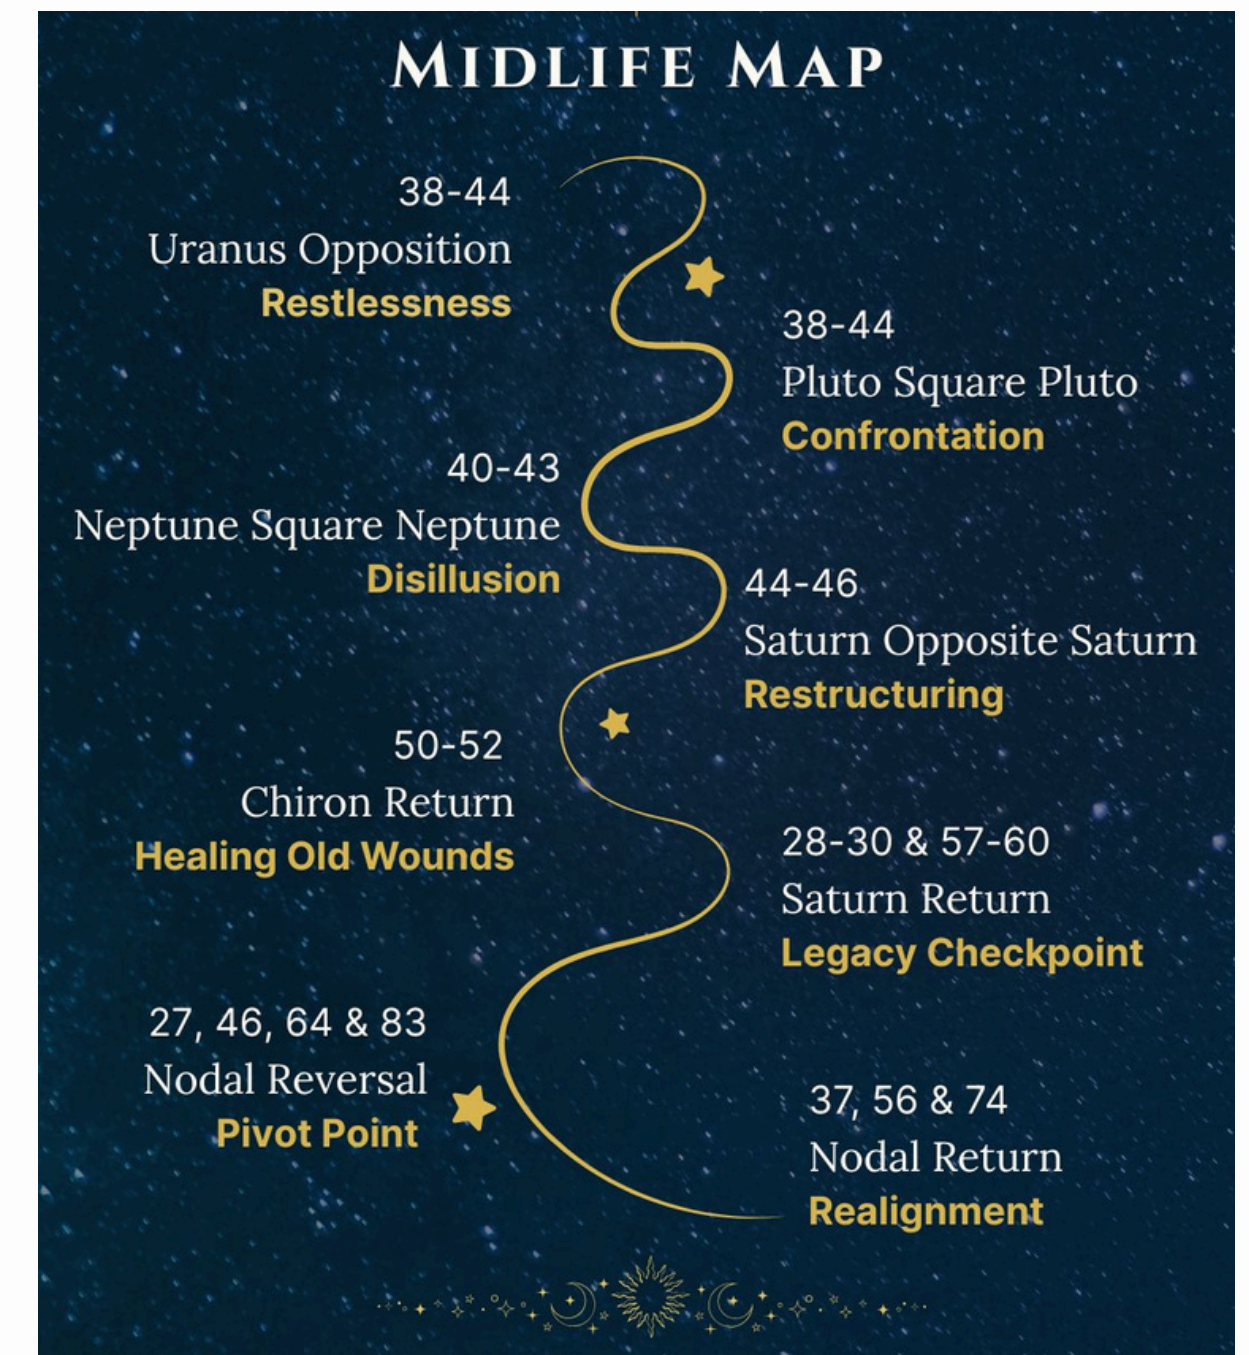 MIDLIFE MAP
38-44
Uranus Opposition
Restlessness
38-44
Pluto Square Pluto
Confrontation
40-43
Neptune Square Neptune
Disillusion
44-46
Saturn Opposite Saturn
Restructuring
50-52
Chiron Return
Healing Old Wounds
28-30 & 57-60
Saturn Return
Legacy Checkpoint
27, 46, 64 & 83
Nodal Reversal
Pivot Point
37, 56 & 74
Nodal Return
Realignment